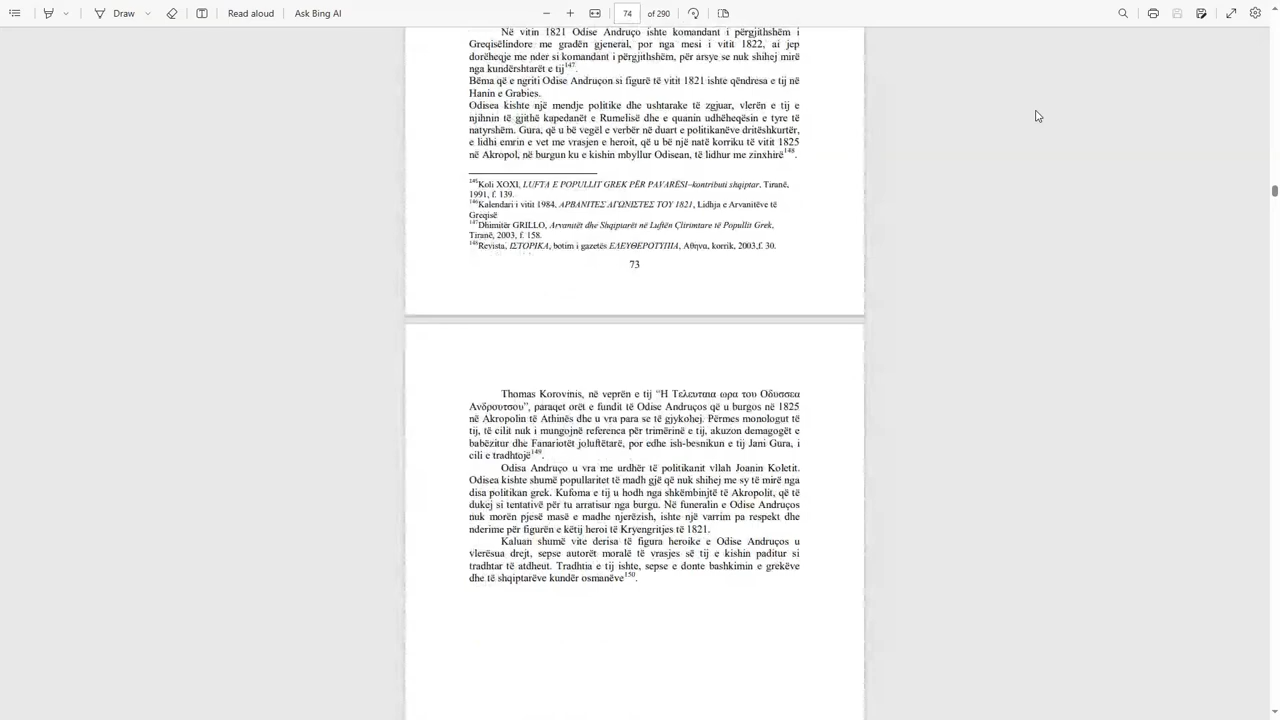 Draw
Read aloud
Ask Bing AI
74 of 290
Në vitin 1821 Odise Andruço ishte komandant i përgjithshëm i
Greqisëlindore me gradën gjeneral, por nga mesi i vitit 1822, ai jep
dorëheqje me nder si komandant i përgjithshëm, për arsye se nuk shihej mirë
nga kundërshtarët e tij147.
Bëma që e ngriti Odise Andruçon si figurë të vitit 1821 ishte qëndresa e tij në
Hanin e Grabies.
Odisea kishte një mendje politike dhe ushtarake të zgjuar, vlerën e tij e
njihnin të gjithë kapedanët e Rumelisë dhe e quanin udhëheqësin e tyre të
natyrshëm. Gura, që u bë vegël e verbër në duart e politikanëve dritëshkurtër,
e lidhi emrin e vet me vrasjen e heroit, që u bë një natë korriku të vitit 1825
në Akropol, në burgun ku e kishin mbyllur Odisean, të lidhur me zinxhirë148.
145Koli XOXI, LUFTA E POPULLIT GREK PËR PAVARËSI–kontributi shqiptar, Tiranë,
1991, f. 139.
146Kalendari i vitit 1984, ΑΡΒΑΝΙΤΕΣ ΑΓΩΝΙΣΤΕΣ ΤΟΥ 1821, Lidhja e Arvanitëve të
Greqisë
147Dhimitër GRILLO, Arvanitët dhe Shqiptarët në Luftën Çlirimtare të Popullit Grek,
Tiranë, 2003, f. 158.
148Revista, ΙΣΤΟΡΙΚΑ, botim i gazetës ΕΛΕΥΘΕΡΟΤΥΠΙΑ, Αθηνα, korrik, 2003,f. 30.
73
Thomas Korovinis, në veprën e tij “Η Τελευταια ωρα του Οδυσσεα
Ανδρουτσου”, paraqet orët e fundit të Odise Andruços që u burgos në 1825
në Akropolin të Athinës dhe u vra para se të gjykohej. Përmes monologut të
tij, të cilit nuk i mungojnë referenca për trimërinë e tij, akuzon demagogët e
babëzitur dhe Fanariotët joluftëtarë, por edhe ish-besnikun e tij Jani Gura, i
cili e tradhtojë149.
Odisa Andruço u vra me urdhër të politikanit vllah Joanin Koletit.
Odisea kishte shumë popullaritet të madh gjë që nuk shihej me sy të mirë nga
disa politikan grek. Kufoma e tij u hodh nga shkëmbinjtë të Akropolit, që të
dukej si tentativë për tu arratisur nga burgu. Në funeralin e Odise Andruços
nuk morën pjesë masë e madhe njerëzish, ishte një varrim pa respekt dhe
nderime për figurën e këtij heroi të Kryengritjes të 1821.
Kaluan shumë vite derisa të figura heroike e Odise Andruços u
vlerësua drejt, sepse autorët moralë të vrasjes së tij e kishin paditur si
tradhtar të atdheut. Tradhtia e tij ishte, sepse e donte bashkimin e grekëve
dhe të shqiptarëve kundër osmanëve150.